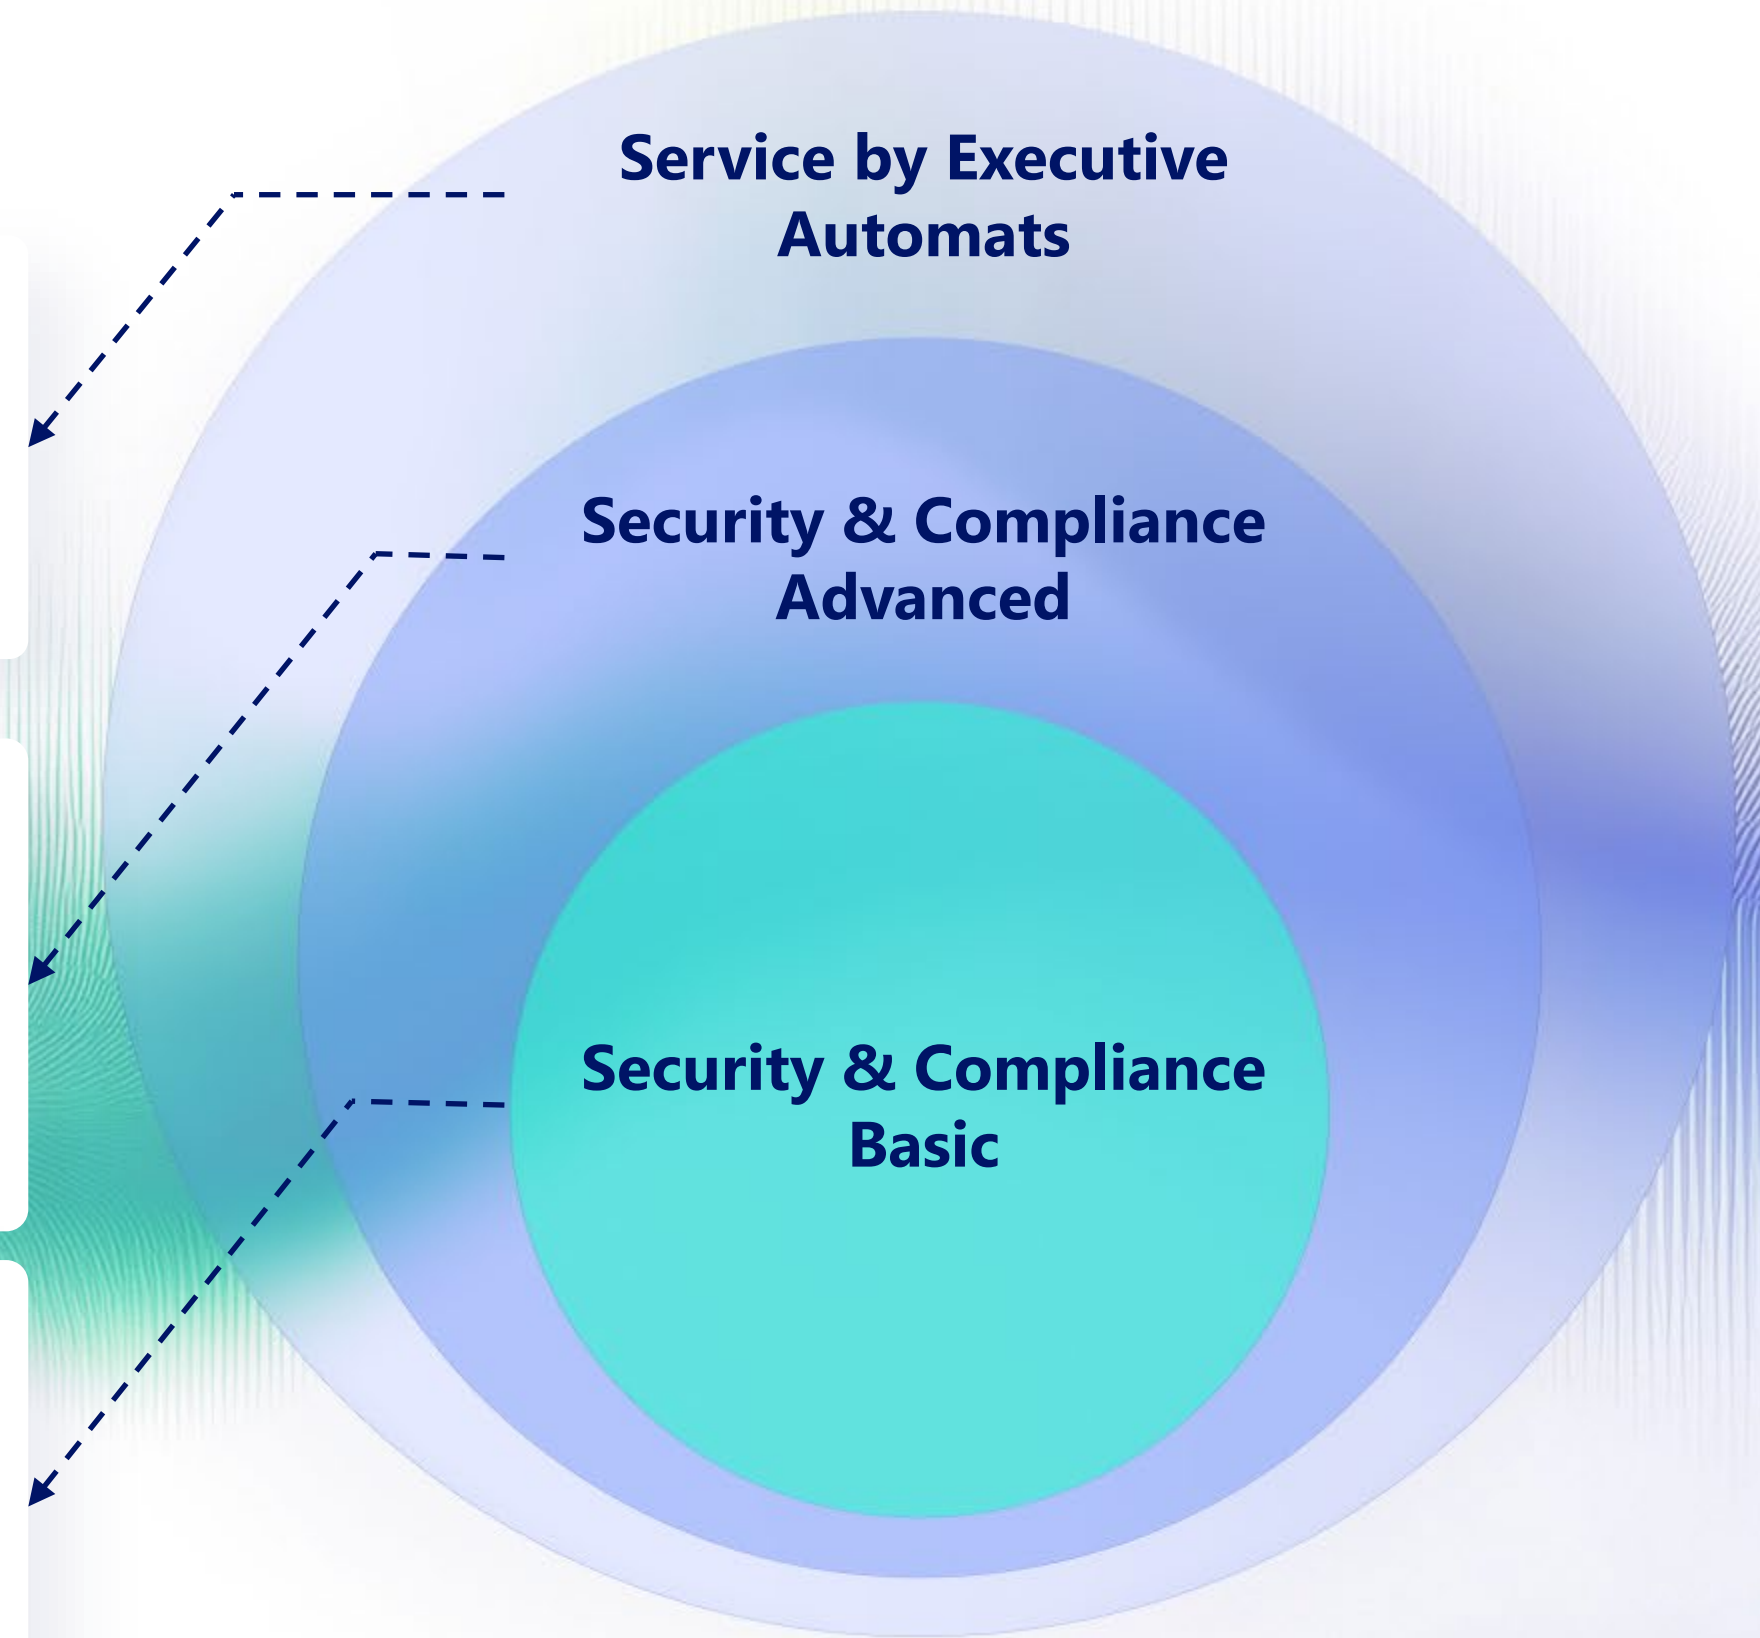 Service by Executive
Automats
Security & Compliance
Advanced
Security & Compliance
Basic